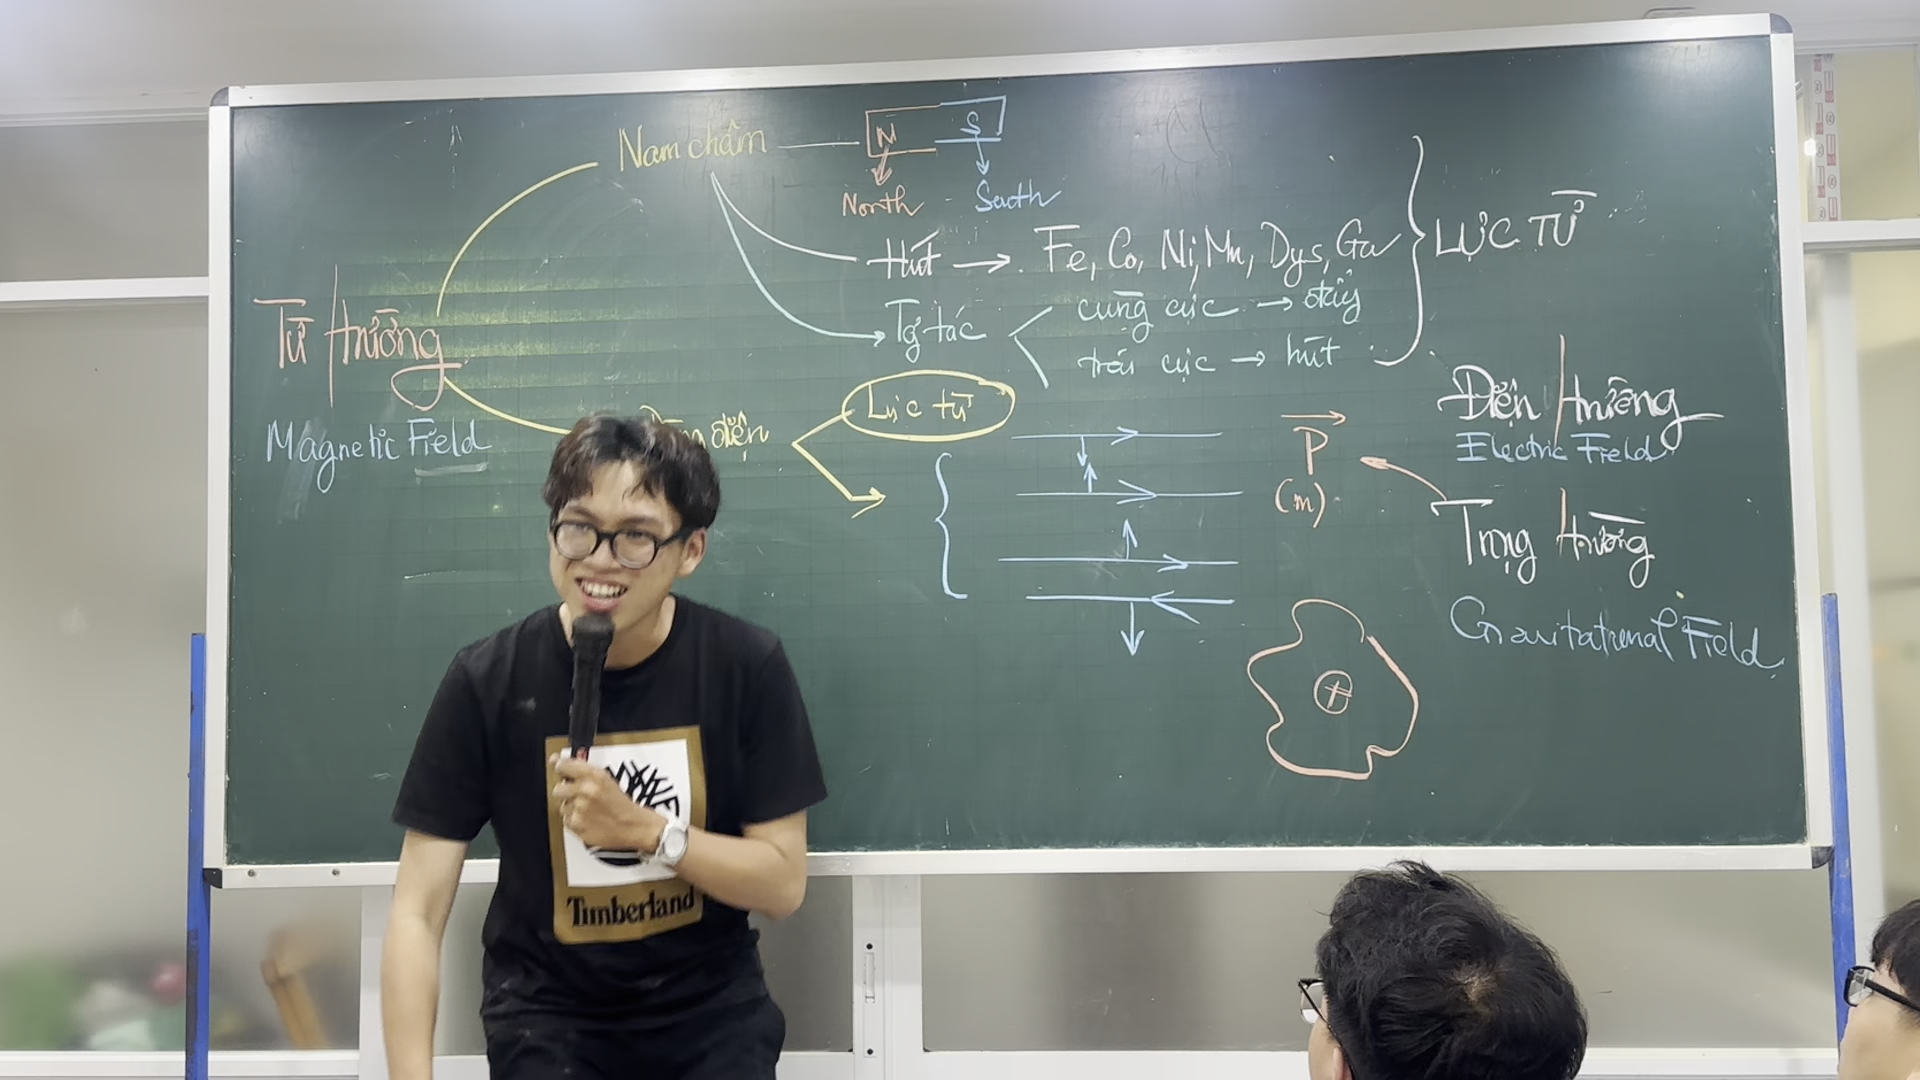 Nam châm
N S
North South
Hút → Fe, Co, Ni, Mn, Dys, Ga
LỰC TỪ
Tg tác
cùng cực → đẩy
trái cực → hút
Từ trường
Magnetic Field
điện
Lực từ
P
(m)
Điện trường
Electric Field
Trọng trường
Gravitational Field
+
Timberland